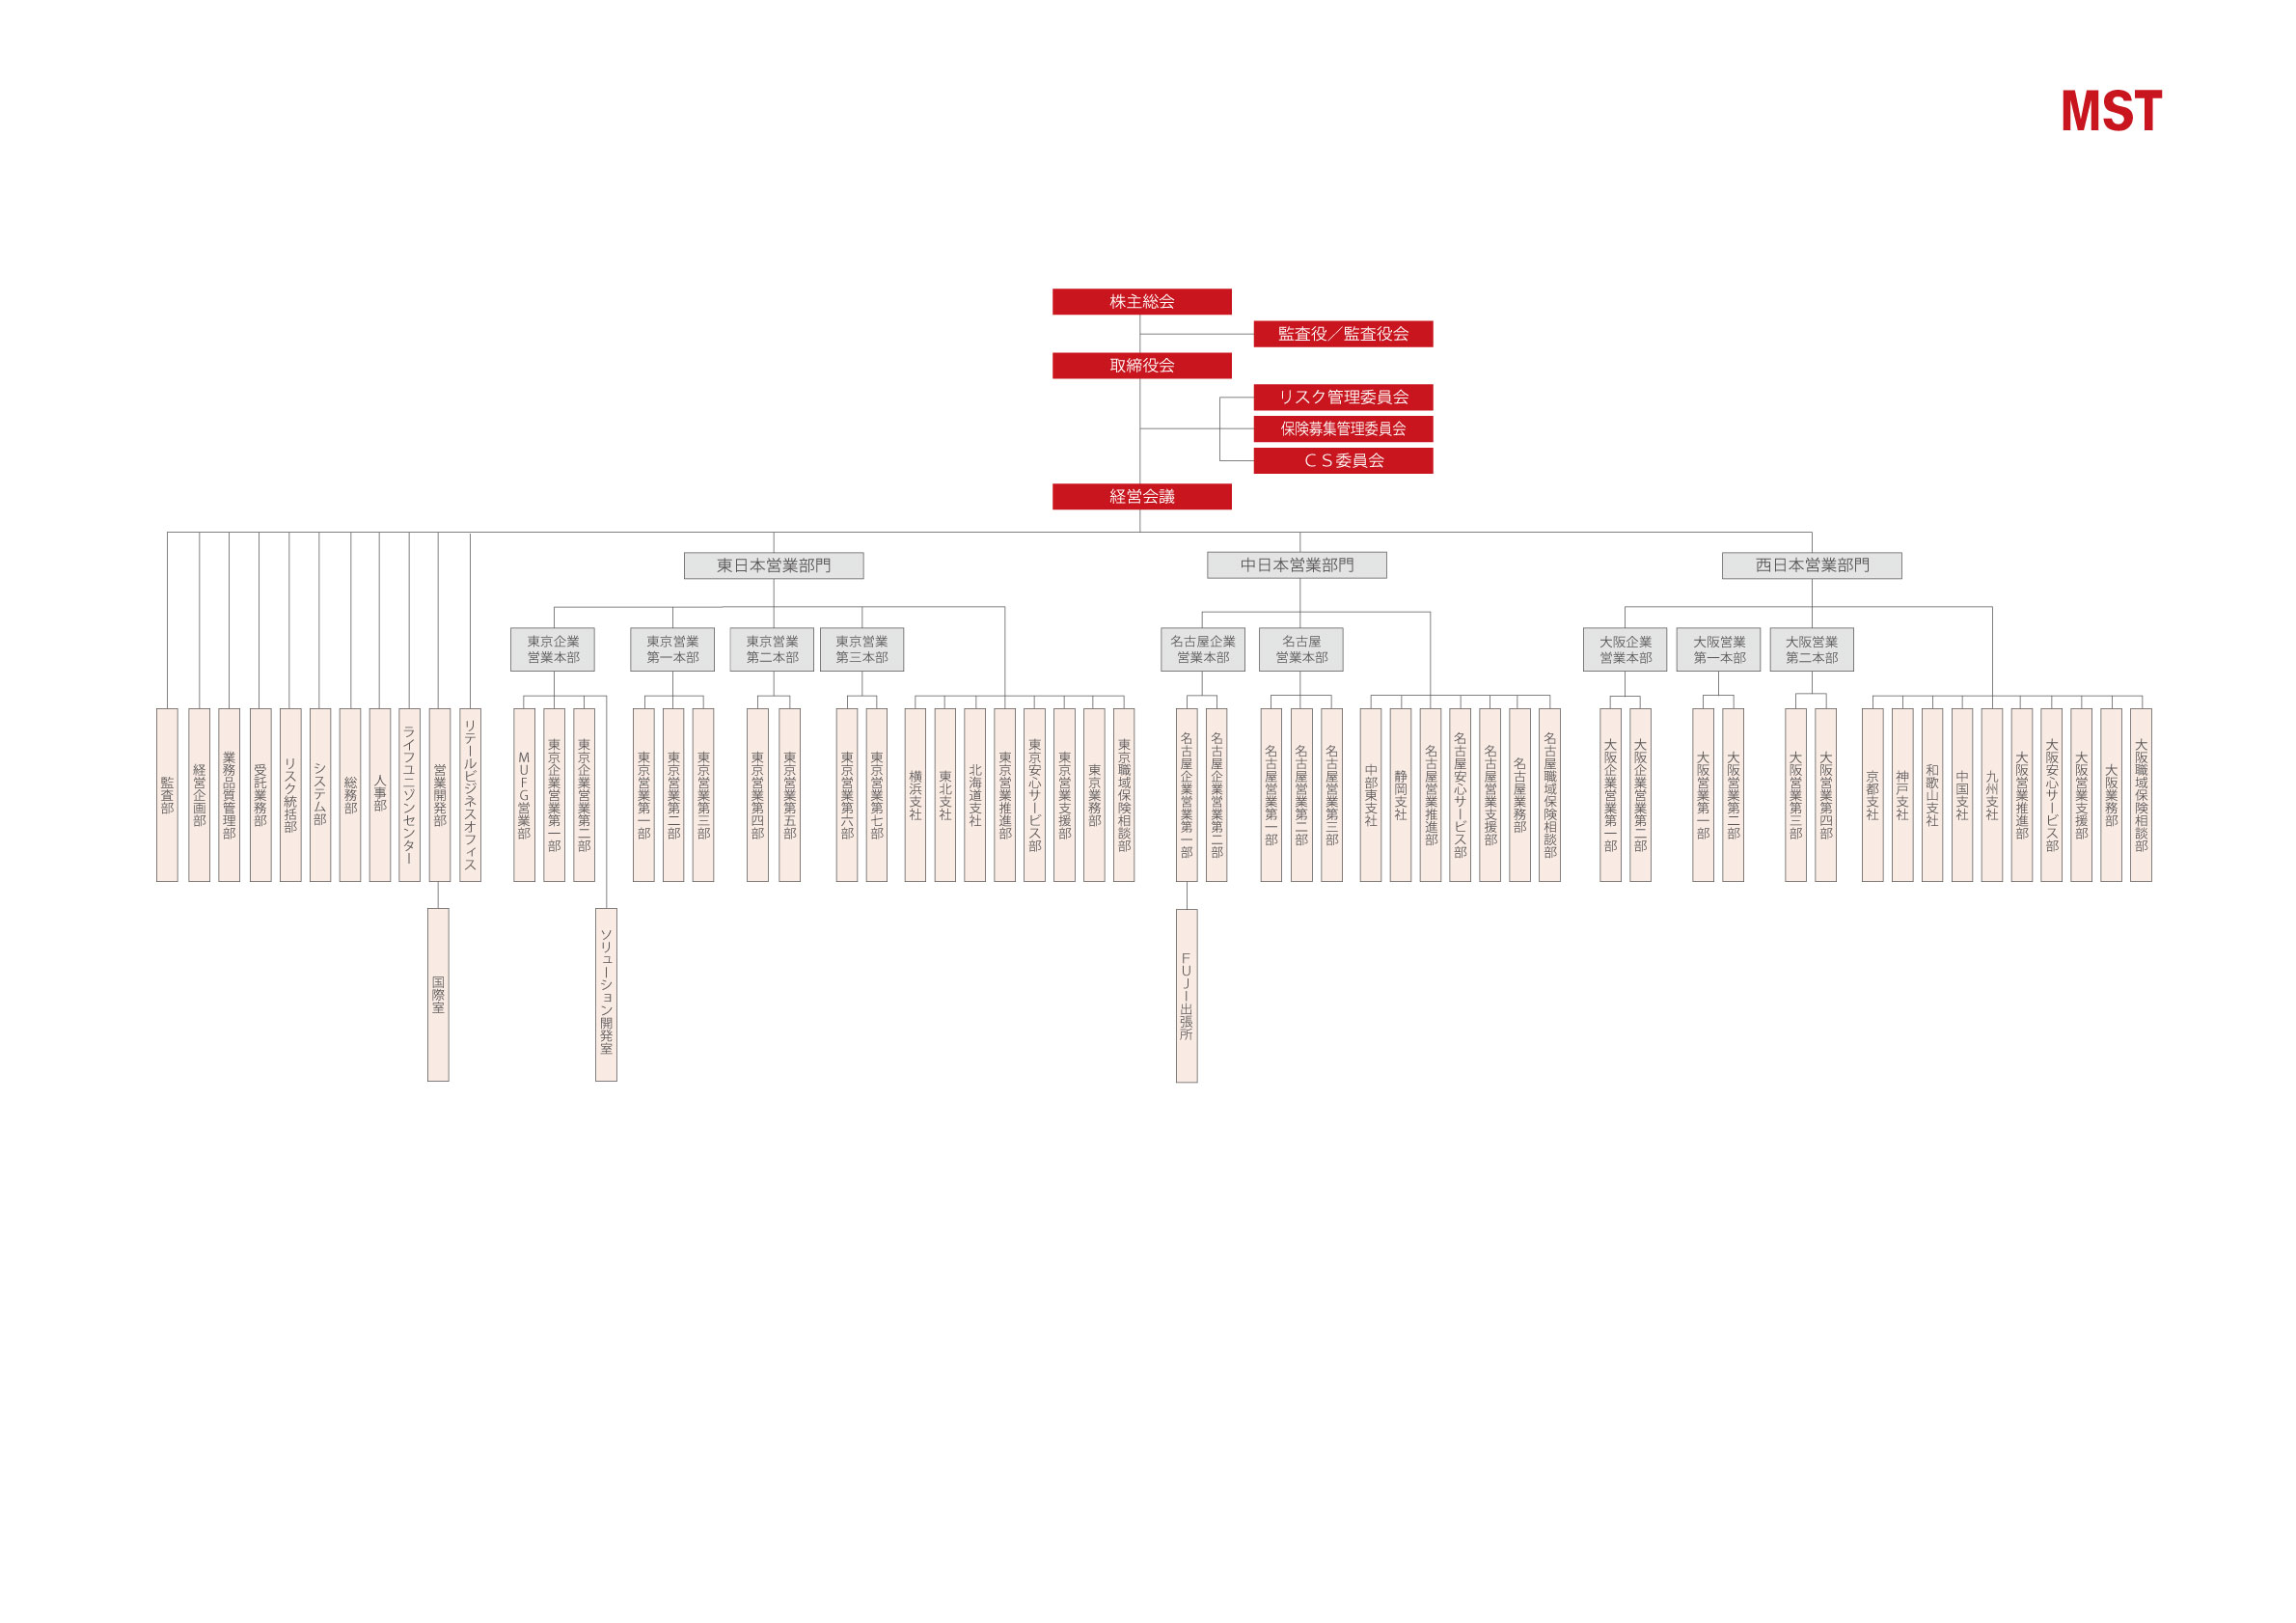 MST
株主総会
監査役／監査役会
取締役会
リスク管理委員会
保険募集管理委員会
ＣＳ委員会
経営会議
東日本営業部門
中日本営業部門
西日本営業部門
東京企業
営業本部
東京営業
第一本部
東京営業
第二本部
東京営業
第三本部
名古屋企業
営業本部
名古屋
営業本部
大阪企業
営業本部
大阪営業
第一本部
大阪営業
第二本部
監査部
経営企画部
業務品質管理部
受託業務部
リスク統括部
システム部
総務部
人事部
ライフユニゾンセンター
営業開発部
リテールビジネスオフィス
ＭＵＦＧ営業部
東京企業営業第一部
東京企業営業第二部
東京営業第一部
東京営業第二部
東京営業第三部
東京営業第四部
東京営業第五部
東京営業第六部
東京営業第七部
横浜支社
東北支社
北海道支社
東京営業推進部
東京安心サービス部
東京営業支援部
東京業務部
東京職域保険相談部
名古屋企業営業第一部
名古屋企業営業第二部
名古屋営業第一部
名古屋営業第二部
名古屋営業第三部
中部東支社
静岡支社
名古屋営業推進部
名古屋安心サービス部
名古屋営業支援部
名古屋業務部
名古屋職域保険相談部
大阪企業営業第一部
大阪企業営業第二部
大阪営業第一部
大阪営業第二部
大阪営業第三部
大阪営業第四部
京都支社
神戸支社
和歌山支社
中国支社
九州支社
大阪営業推進部
大阪安心サービス部
大阪営業支援部
大阪業務部
大阪職域保険相談部
国際室
ソリューション開発室
ＦＵＪＩ出張所